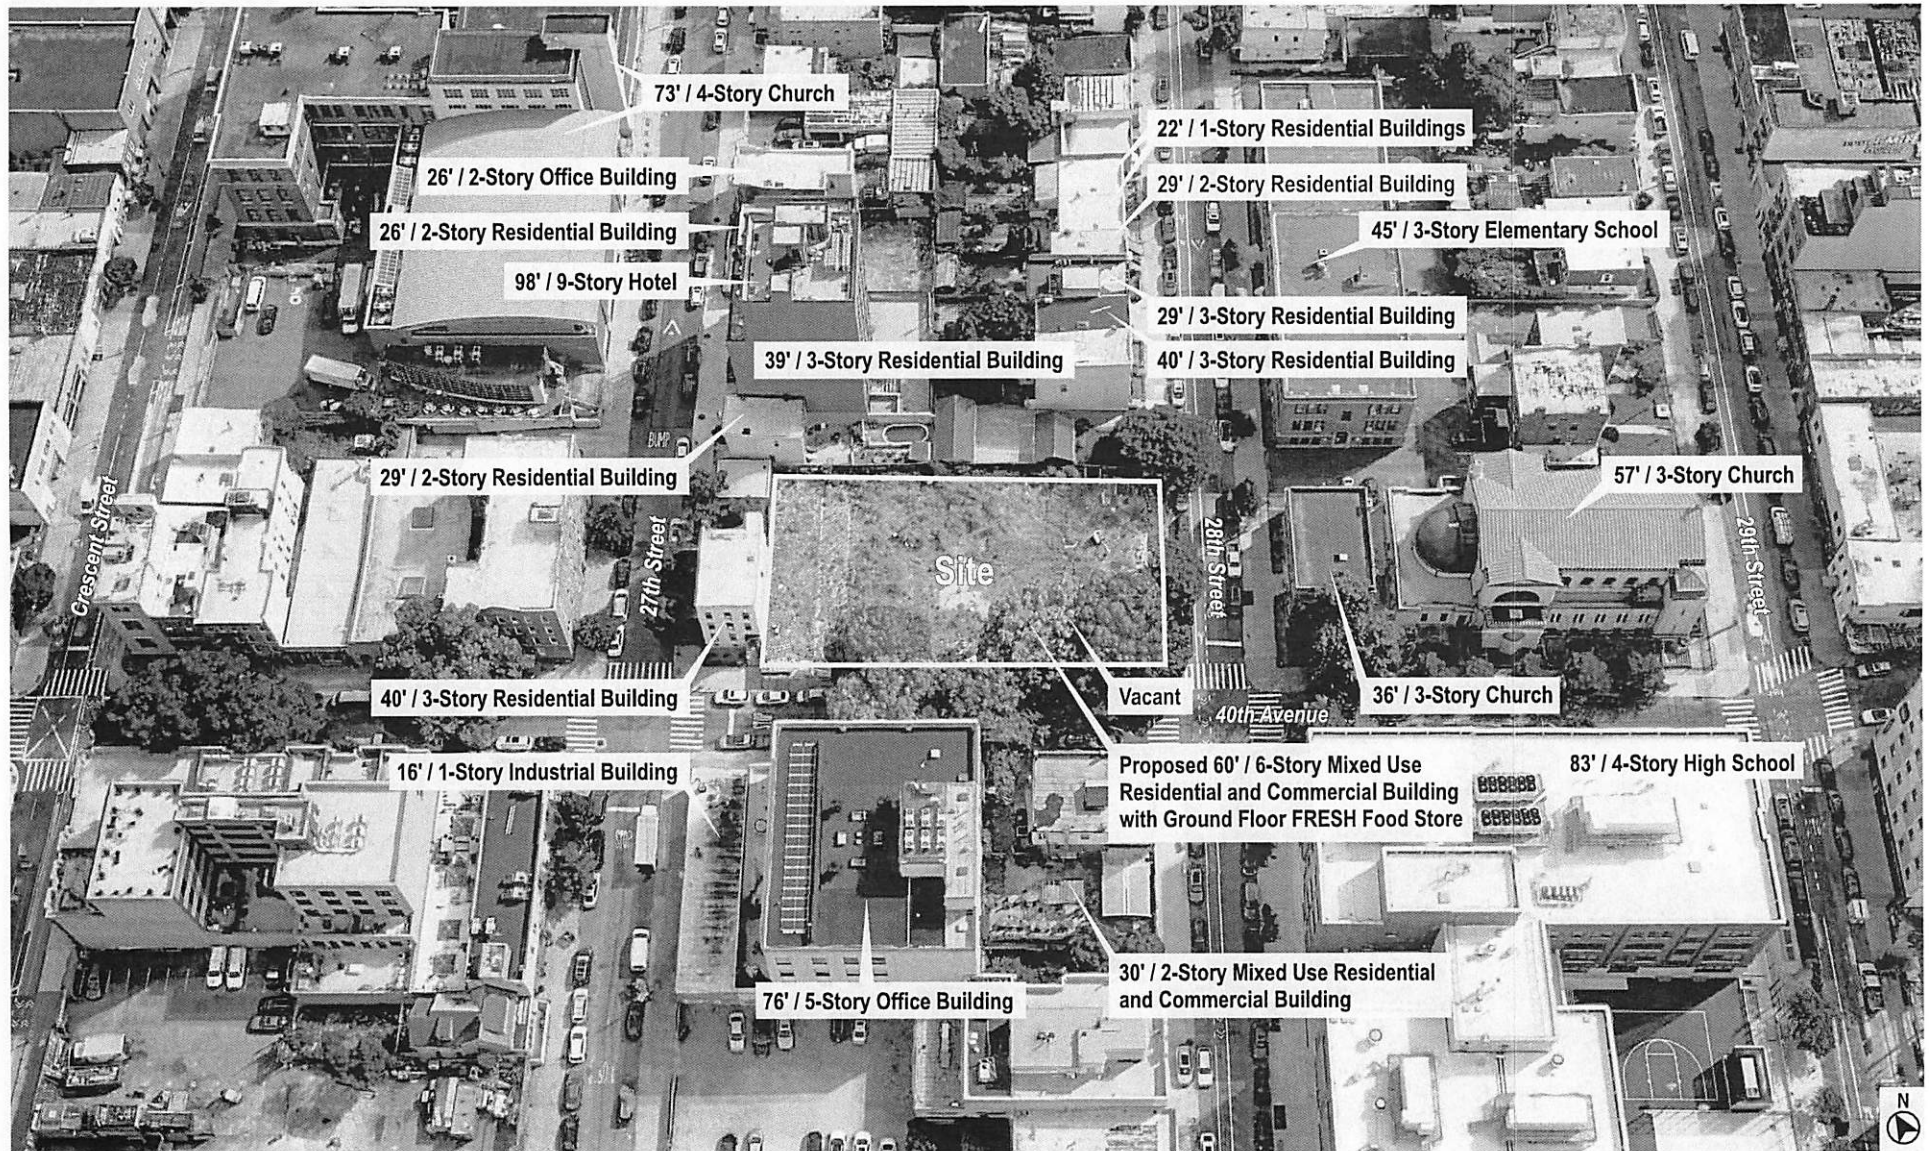 73' / 4-Story Church
22' / 1-Story Residential Buildings
26' / 2-Story Office Building
29' / 2-Story Residential Building
26' / 2-Story Residential Building
45' / 3-Story Elementary School
98' / 9-Story Hotel
29' / 3-Story Residential Building
39' / 3-Story Residential Building
40' / 3-Story Residential Building
BUMP
29' / 2-Story Residential Building
57' / 3-Story Church
Crescent Street
27th Street
Site
28th Street
29th Street
40' / 3-Story Residential Building
Vacant
36' / 3-Story Church
40th Avenue
16' / 1-Story Industrial Building
Proposed 60' / 6-Story Mixed Use
Residential and Commercial Building
with Ground Floor FRESH Food Store
83' / 4-Story High School
30' / 2-Story Mixed Use Residential
and Commercial Building
76' / 5-Story Office Building
N